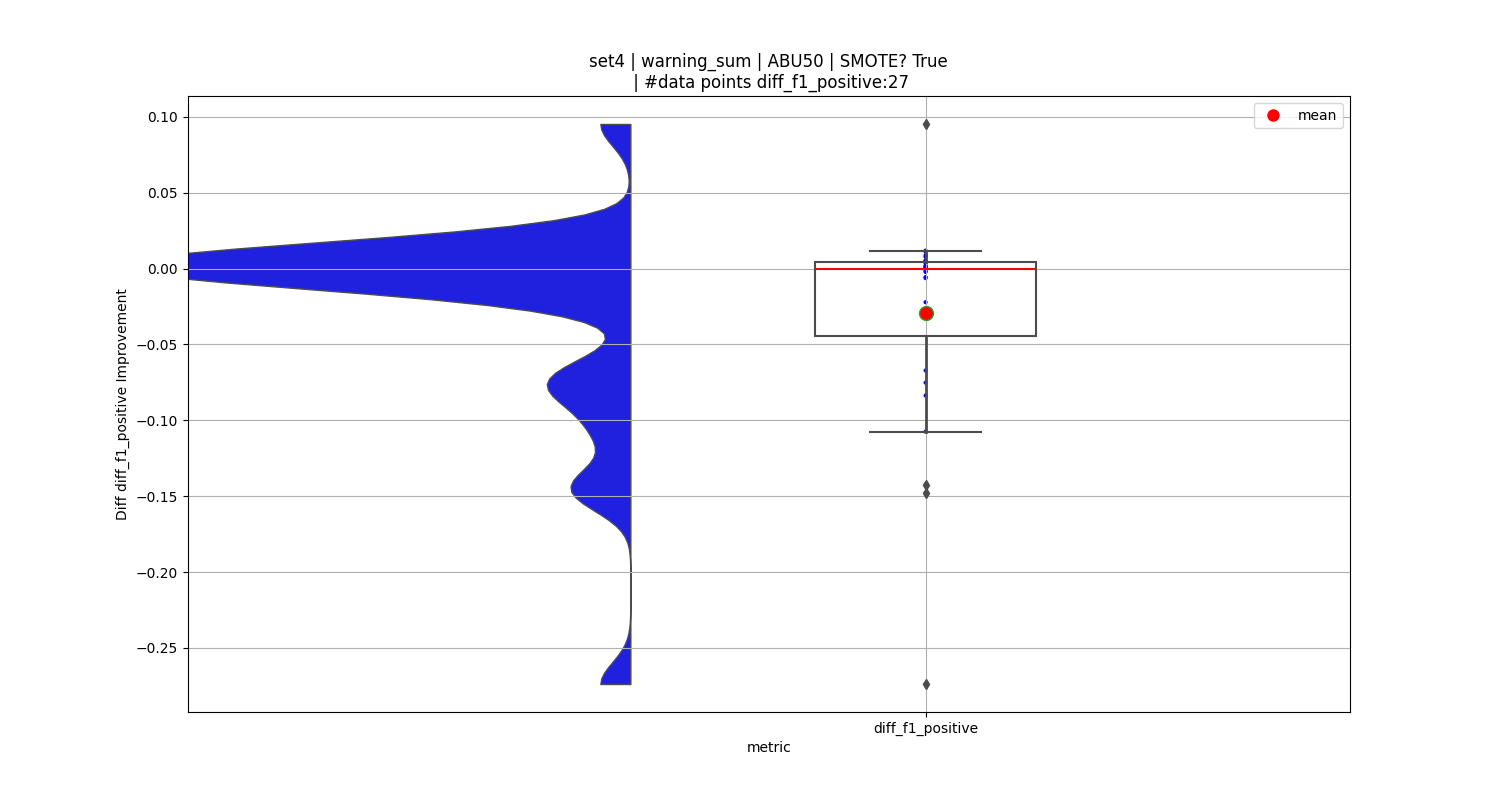 set4 | warning_sum | ABU50 | SMOTE? True
| #data points diff_f1_positive:27
mean
0.10
0.05
0.00
−0.05
−0.10
−0.15
−0.20
−0.25
Diff diff_f1_positive Improvement
diff_f1_positive
metric